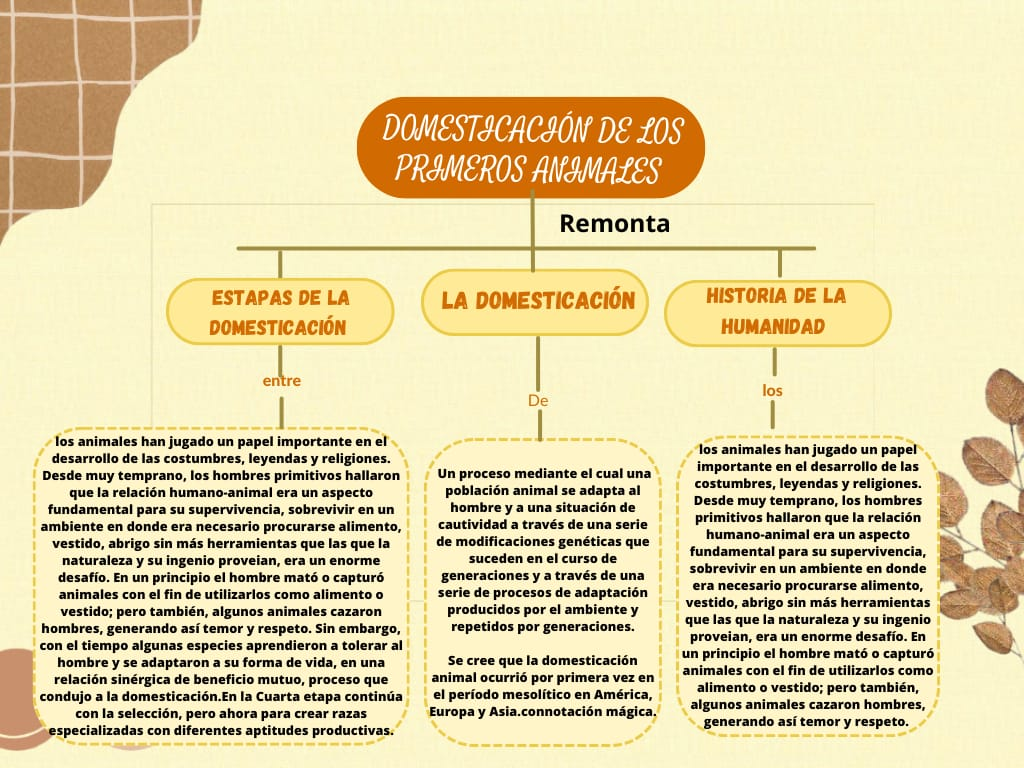 DOMESTICACIÓN DE LOS
PRIMEROS ANIMALES
Remonta
ESTAPAS DE LA
DOMESTICACIÓN
entre
los animales han jugado un papel importante en el
desarrollo de las costumbres, leyendas y religiones.
Desde muy temprano, los hombres primitivos hallaron
que la relación humano-animal era un aspecto
fundamental para su supervivencia, sobrevivir en un
ambiente en donde era necesario procurarse alimento,
vestido, abrigo sin más herramientas que las que la
naturaleza y su ingenio proveian, era un enorme
desafío. En un principio el hombre mató o capturó
animales con el fin de utilizarlos como alimento o
vestido; pero también, algunos animales cazaron
hombres, generando así temor y respeto. Sin embargo,
con el tiempo algunas especies aprendieron a tolerar al
hombre y se adaptaron a su forma de vida, en una
relación sinérgica de beneficio mutuo, proceso que
condujo a la domesticación.En la Cuarta etapa continúa
con la selección, pero ahora para crear razas
especializadas con diferentes aptitudes productivas.
LA DOMESTICACIÓN
De
Un proceso mediante el cual una
población animal se adapta al
hombre y a una situación de
cautividad a través de una serie
de modificaciones genéticas que
suceden en el curso de
generaciones y a través de una
serie de procesos de adaptación
producidos por el ambiente y
repetidos por generaciones.
Se cree que la domesticación
animal ocurrió por primera vez en
el período mesolítico en América,
Europa y Asia.connotación mágica.
HISTORIA DE LA
HUMANIDAD
los
los animales han jugado un papel
importante en el desarrollo de las
costumbres, leyendas y religiones.
Desde muy temprano, los hombres
primitivos hallaron que la relación
humano-animal era un aspecto
fundamental para su supervivencia,
sobrevivir en un ambiente en donde
era necesario procurarse alimento,
vestido, abrigo sin más herramientas
que las que la naturaleza y su ingenio
proveian, era un enorme desafío. En
un principio el hombre mató o capturó
animales con el fin de utilizarlos como
alimento o vestido; pero también,
algunos animales cazaron hombres,
generando así temor y respeto.